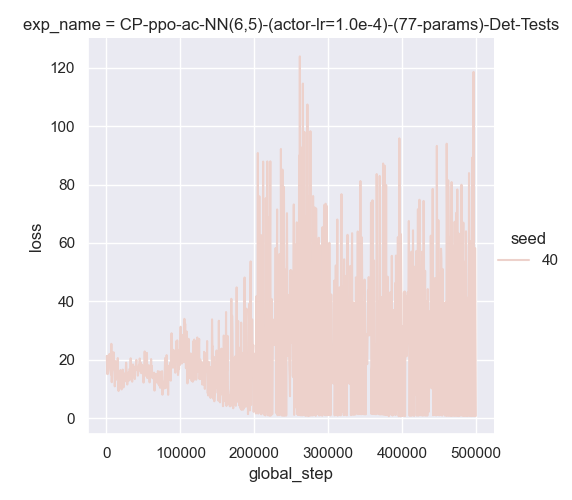 exp_name = CP-ppo-ac-NN(6,5)-(actor-lr=1.0e-4)-(77-params)-Det-Tests
120
100
80
60
40
20
0
loss
0 100000 200000 300000 400000 500000
global_step
seed
40